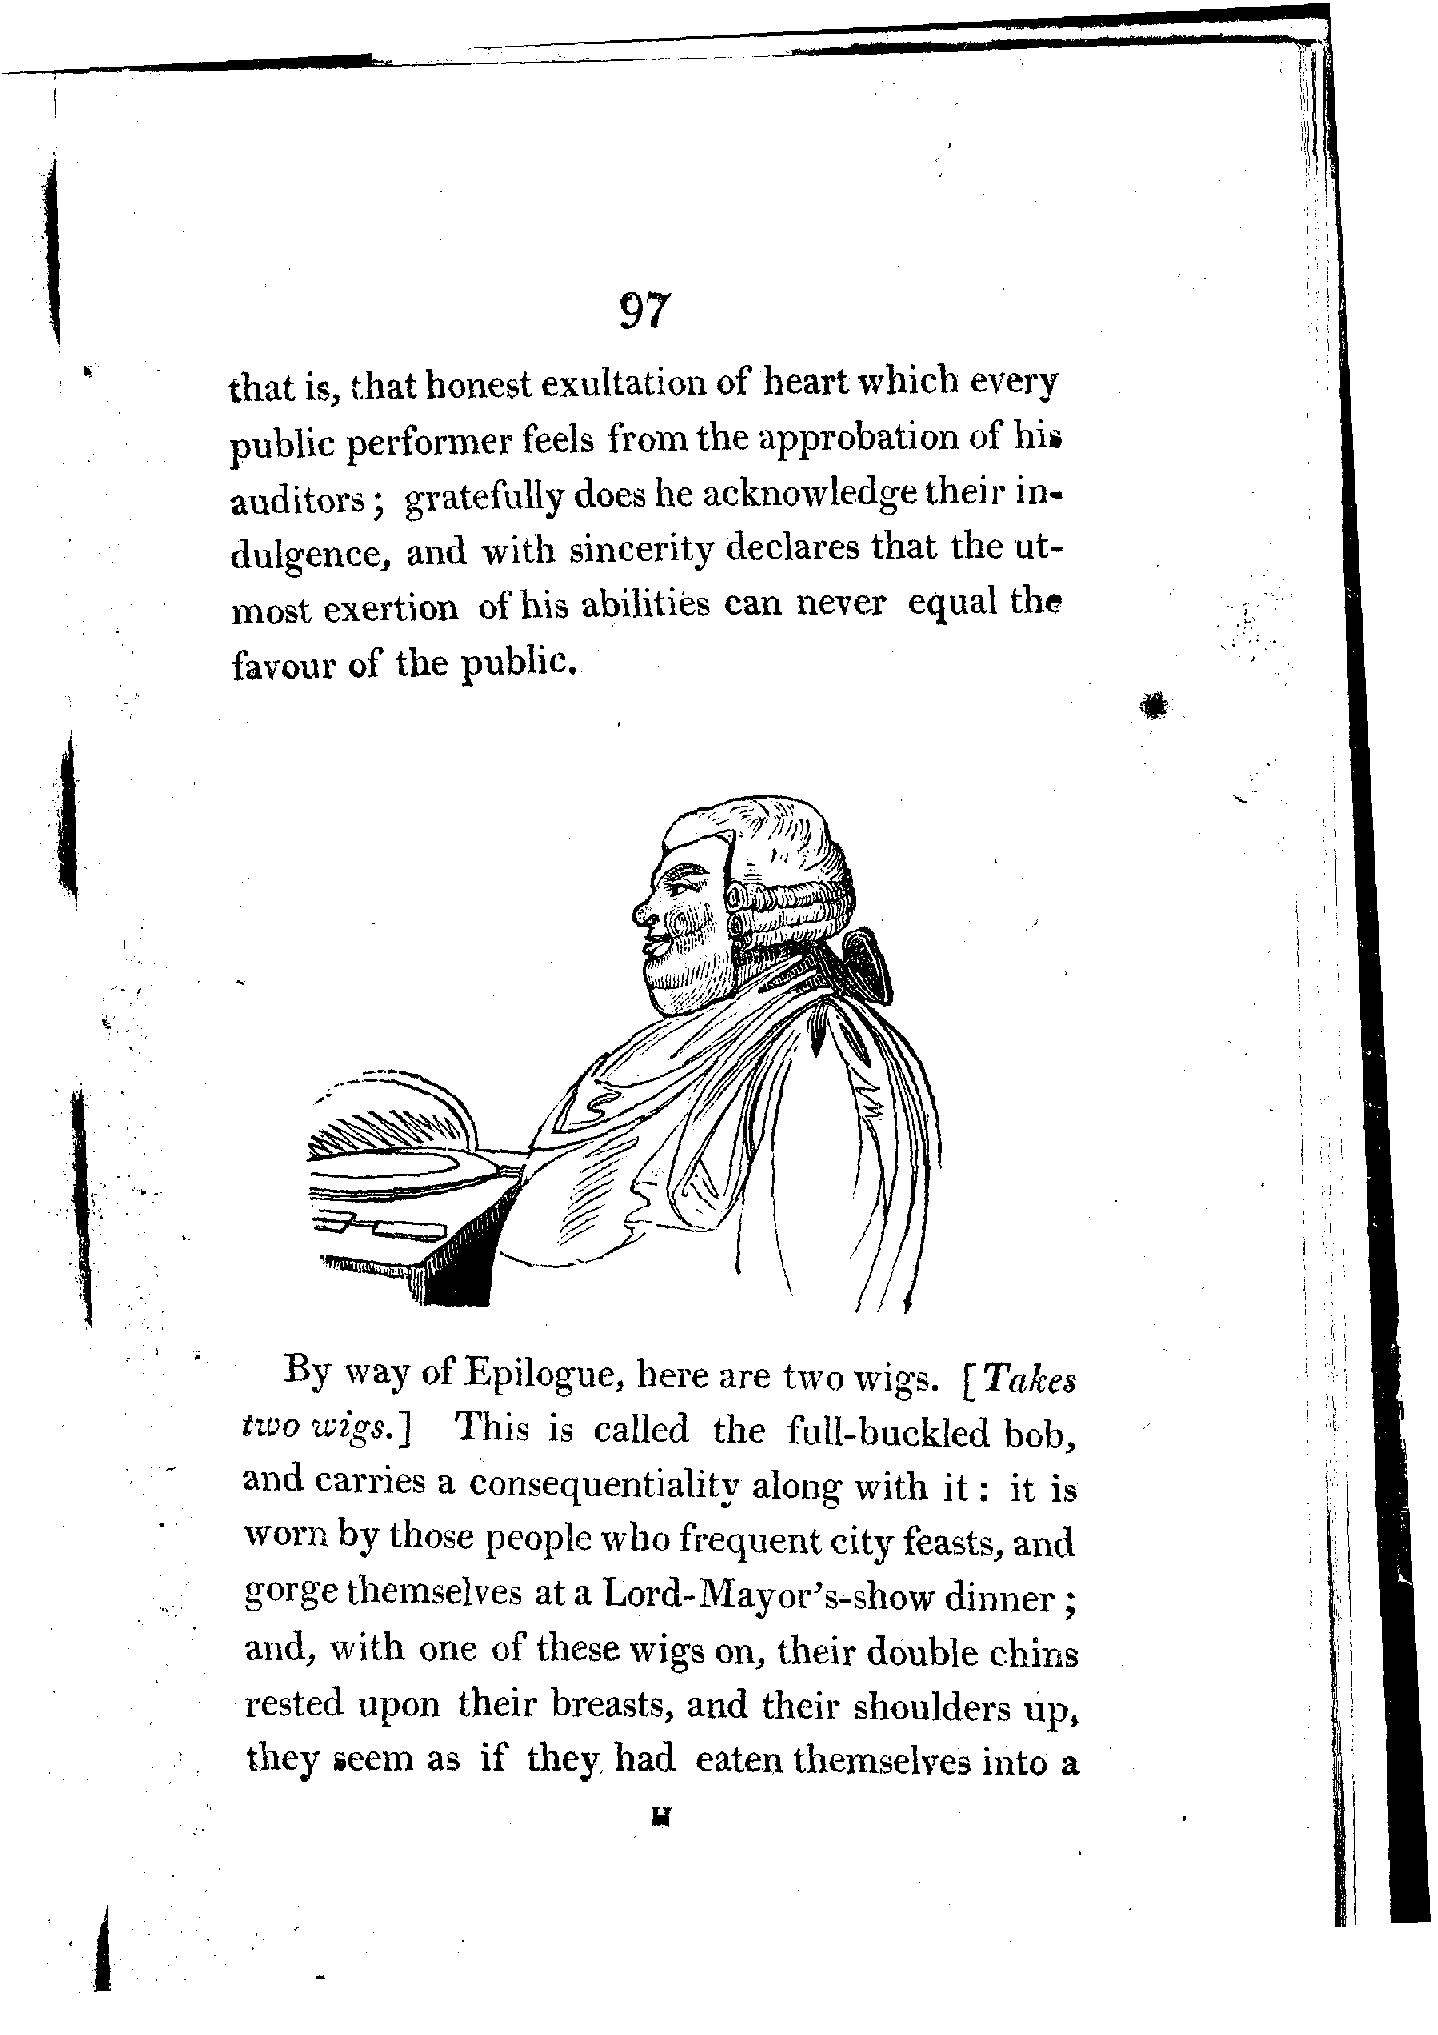 97
that is, that honest exultation of heart which every
public performer feels from the approbation of his
auditors; gratefully does he acknowledge their in-
dulgence, and with sincerity declares that the ut-
most exertion of his abilities can never equal the
favour of the public.
By way of Epilogue, here are two wigs. [Takes
two wigs.] This is called the full-buckled bob,
and carries a consequentiality along with it: it is
worn by those people who frequent city feasts, and
gorge themselves at a Lord-Mayor's-show dinner;
and, with one of these wigs on, their double chins
rested upon their breasts, and their shoulders up,
they seem as if they had eaten themselves into a
H